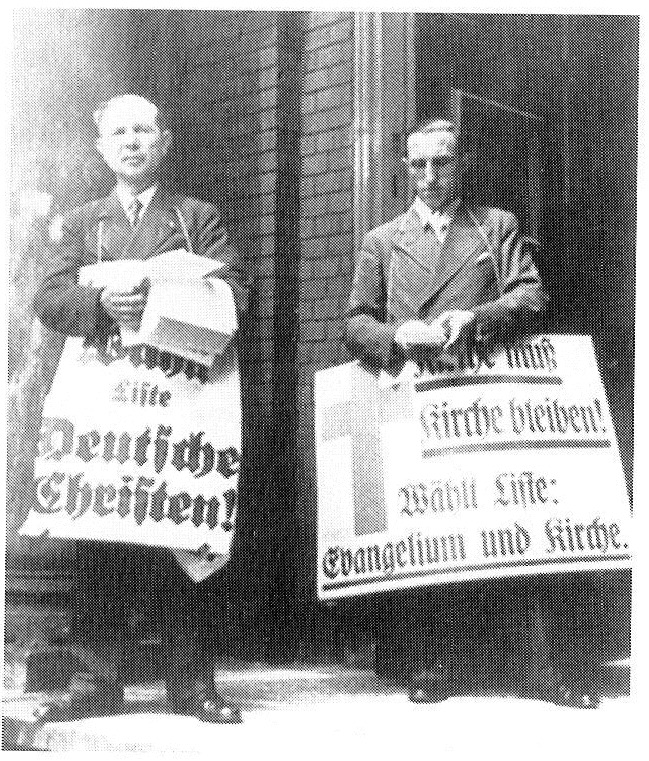 Liste
Deutsche
Christen!
muß
Kirche bleiben!
Wählt Liste:
Evangelium und Kirche.